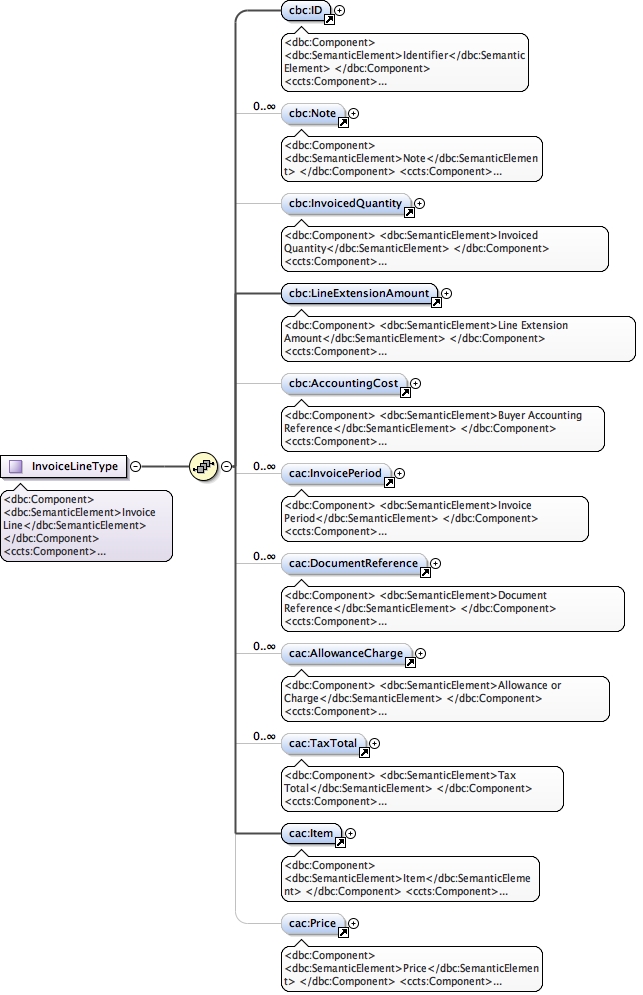 cbc:ID
<dbc:Component>
<dbc:SemanticElement>Identifier</dbc:Semantic
Element> </dbc:Component>
<ccts:Component>...
0..∞
cbc:Note
<dbc:Component>
<dbc:SemanticElement>Note</dbc:SemanticElemen
t> </dbc:Component> <ccts:Component>...
cbc:InvoicedQuantity
<dbc:Component> <dbc:SemanticElement>Invoiced
Quantity</dbc:SemanticElement> </dbc:Component>
<ccts:Component>...
cbc:LineExtensionAmount
<dbc:Component> <dbc:SemanticElement>Line Extension
Amount</dbc:SemanticElement> </dbc:Component>
<ccts:Component>...
cbc:AccountingCost
<dbc:Component> <dbc:SemanticElement>Buyer Accounting
Reference</dbc:SemanticElement> </dbc:Component>
<ccts:Component>...
InvoiceLineType
<dbc:Component>
<dbc:SemanticElement>Invoice
Line</dbc:SemanticElement>
</dbc:Component>
<ccts:Component>...
0..∞
cac:InvoicePeriod
<dbc:Component> <dbc:SemanticElement>Invoice
Period</dbc:SemanticElement> </dbc:Component>
<ccts:Component>...
0..∞
cac:DocumentReference
<dbc:Component> <dbc:SemanticElement>Document
Reference</dbc:SemanticElement> </dbc:Component>
<ccts:Component>...
0..∞
cac:AllowanceCharge
<dbc:Component> <dbc:SemanticElement>Allowance or
Charge</dbc:SemanticElement> </dbc:Component>
<ccts:Component>...
0..∞
cac:TaxTotal
<dbc:Component> <dbc:SemanticElement>Tax
Total</dbc:SemanticElement> </dbc:Component>
<ccts:Component>...
cac:Item
<dbc:Component>
<dbc:SemanticElement>Item</dbc:SemanticEleme
nt> </dbc:Component> <ccts:Component>...
cac:Price
<dbc:Component>
<dbc:SemanticElement>Price</dbc:SemanticElemen
t> </dbc:Component> <ccts:Component>...